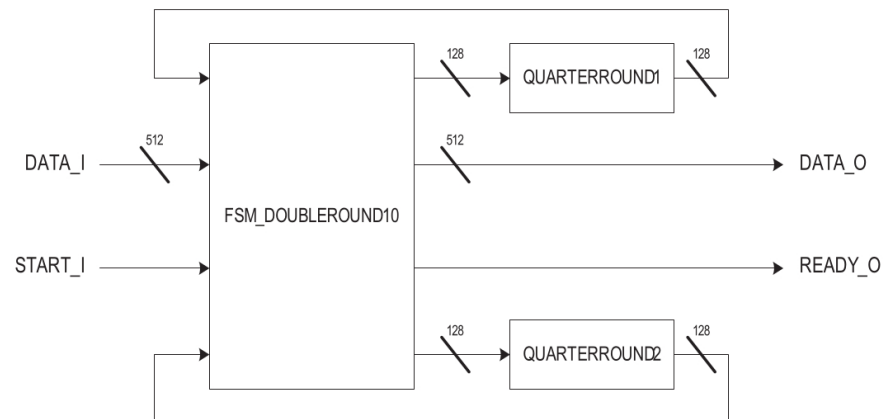 128
QUARTERROUND1
128
DATA_I
512
512
DATA_O
FSM_DOUBLEROUND10
START_I
READY_O
128
QUARTERROUND2
128